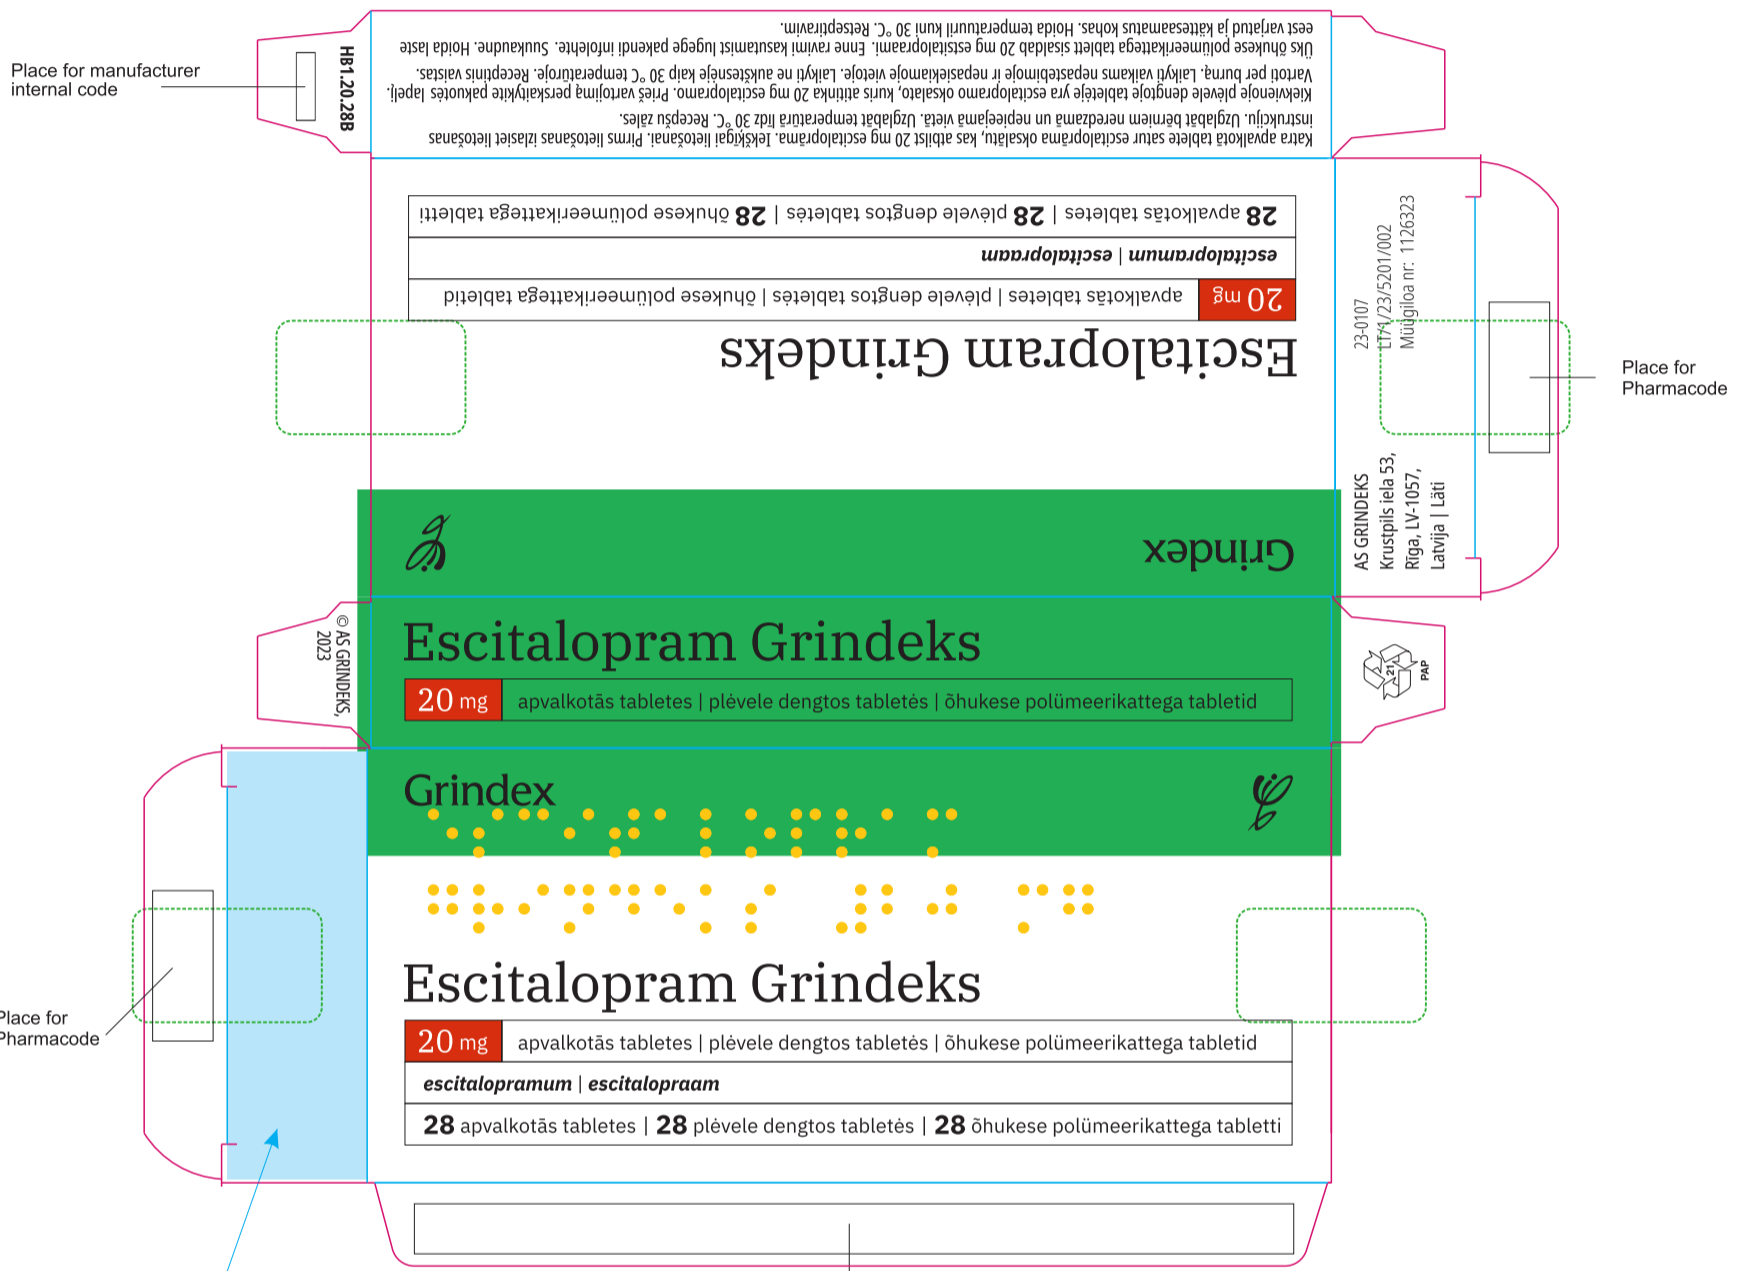 Place for manufacturer
internal code
HB1.20.28B
Katra apvalkotā tablete satur escitaloprāma oksalātu, kas atbilst 20 mg escitaloprāma. Iekšķīgai lietošanai. Pirms lietošanas izlasiet lietošanas
instrukciju. Uzglabāt bērniem neredzamā un nepieejamā vietā. Uzglabāt temperatūrā līdz 30 °C. Recepšu zāles.
Kiekvienoje plėvele dengtoje tabletėje yra escitalopramo oksalato, kuris atitinka 20 mg escitalopramo. Prieš vartojimą perskaitykite pakuotės lapelį.
Vartoti per burną. Laikyti vaikams nepastebimoje ir nepasiekiamoje vietoje. Laikyti ne aukštesnėje kaip 30 °C temperatūroje. Receptinis vaistas.
Üks õhukese polümeerikattega tablett sisaldab 20 mg estsitalopraami. Enne ravimi kasutamist lugege pakendi infolehte. Suukaudne. Hoida laste
eest varjatud ja kättesaamatus kohas. Hoida temperatuuril kuni 30 °C. Retseptiravim.
Escitalopram Grindeks
20 mg apvalkotās tabletes | plėvele dengtos tabletės | õhukese polümeerikattega tabletid
escitalopramum | escitalopraam
28 apvalkotās tabletes | 28 plėvele dengtos tabletės | 28 õhukese polümeerikattega tabletti
Grindex
23-0107
LT/1/23/5201/002
Müügiloa nr: 1126323
AS GRINDEKS
Krustpils iela 53,
Rīga, LV-1057,
Latvija | Läti
Place for
Pharmacode
© AS GRINDEKS,
2023
Escitalopram Grindeks
20 mg apvalkotās tabletes | plėvele dengtos tabletės | õhukese polümeerikattega tabletid
21
PAP
Grindex
Escitalopram Grindeks
20 mg apvalkotās tabletes | plėvele dengtos tabletės | õhukese polümeerikattega tabletid
escitalopramum | escitalopraam
28 apvalkotās tabletes | 28 plėvele dengtos tabletės | 28 õhukese polümeerikattega tabletti
Place for
Pharmacode